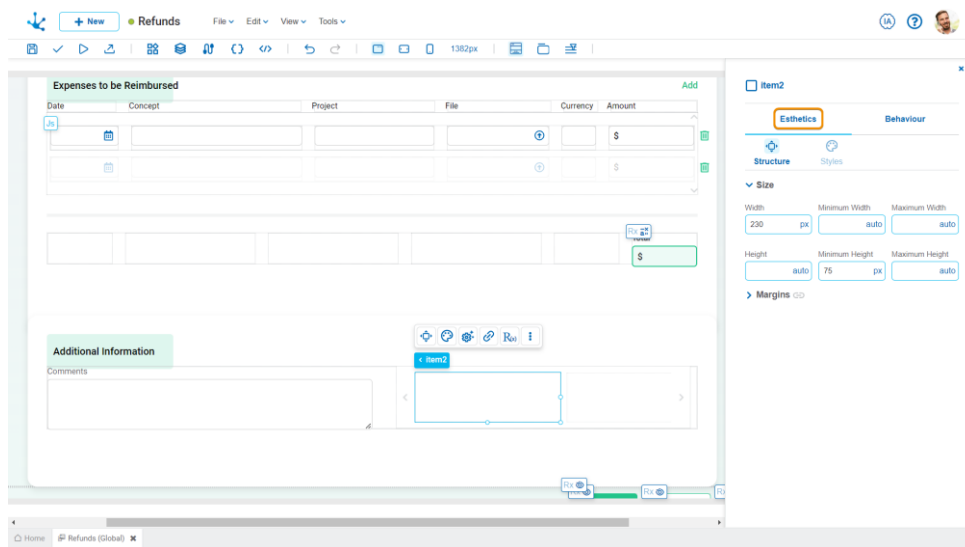 + New
Refunds
File
Edit
View
Tools
IA
?
1382px
Expenses to be Reimbursed
Add
Date
Concept
Project
File
Currency
Amount
Js
$
$
Rx
Total
$
Additional Information
Comments
item2
R(x)
Rx
Rx
Rx
Rx
item2
Esthetics
Behaviour
Structure
Styles
Size
Width
Minimum Width
Maximum Width
230 px
auto
auto
Height
Minimum Height
Maximum Height
auto
75 px
auto
Margins
Home
Refunds (Global)